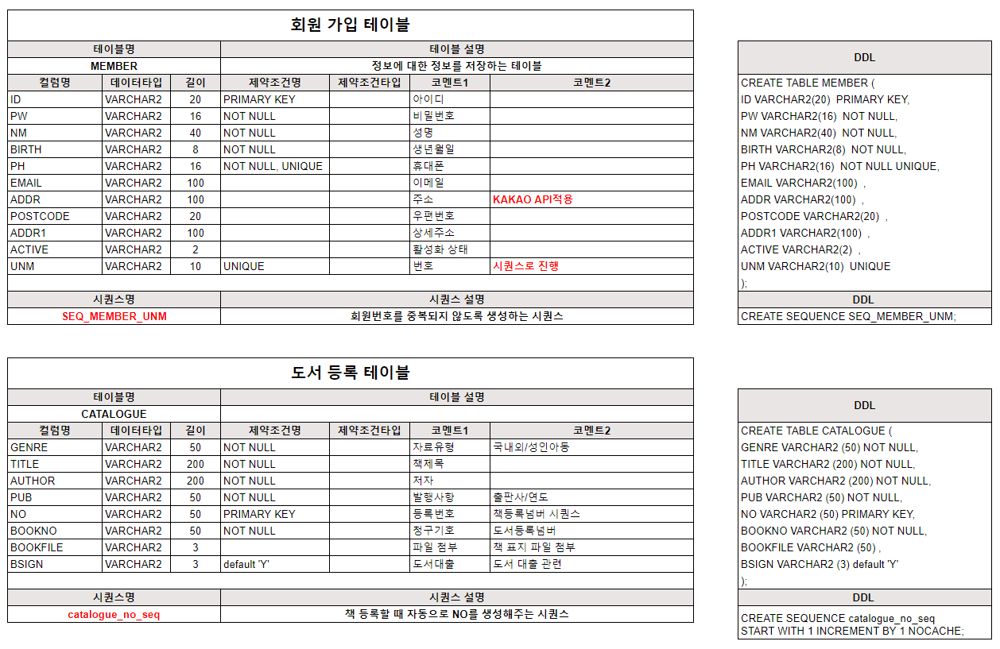 회원 가입 테이블
테이블명 테이블 설명
MEMBER 정보에 대한 정보를 저장하는 테이블
컬럼명 데이터타입 길이 제약조건명 제약조건타입 코멘트1 코멘트2
ID VARCHAR2 20 PRIMARY KEY 아이디
PW VARCHAR2 16 NOT NULL 비밀번호
NM VARCHAR2 40 NOT NULL 성명
BIRTH VARCHAR2 8 NOT NULL 생년월일
PH VARCHAR2 16 NOT NULL, UNIQUE 휴대폰
EMAIL VARCHAR2 100 이메일
ADDR VARCHAR2 100 주소 KAKAO API적용
POSTCODE VARCHAR2 20 우편번호
ADDR1 VARCHAR2 100 상세주소
ACTIVE VARCHAR2 2 활성화 상태
UNM VARCHAR2 10 UNIQUE 번호 시퀀스로 진행
시퀀스명 시퀀스 설명
SEQ_MEMBER_UNM 회원번호를 중복되지 않도록 생성하는 시퀀스
DDL
CREATE TABLE MEMBER (
ID VARCHAR2(20) PRIMARY KEY,
PW VARCHAR2(16) NOT NULL,
NM VARCHAR2(40) NOT NULL,
BIRTH VARCHAR2(8) NOT NULL,
PH VARCHAR2(16) NOT NULL UNIQUE,
EMAIL VARCHAR2(100) ,
ADDR VARCHAR2(100) ,
POSTCODE VARCHAR2(20) ,
ADDR1 VARCHAR2(100) ,
ACTIVE VARCHAR2(2) ,
UNM VARCHAR2(10) UNIQUE
);
DDL
CREATE SEQUENCE SEQ_MEMBER_UNM;
도서 등록 테이블
테이블명 테이블 설명
CATALOGUE
컬럼명 데이터타입 길이 제약조건명 제약조건타입 코멘트1 코멘트2
GENRE VARCHAR2 50 NOT NULL 자료유형 국내외/성인아동
TITLE VARCHAR2 200 NOT NULL 책제목
AUTHOR VARCHAR2 200 NOT NULL 저자
PUB VARCHAR2 50 NOT NULL 발행사항 출판사/연도
NO VARCHAR2 50 PRIMARY KEY 등록번호 책등록넘버 시퀀스
BOOKNO VARCHAR2 50 NOT NULL 청구기호 도서등록넘버
BOOKFILE VARCHAR2 3 파일 첨부 책 표지 파일 첨부
BSIGN VARCHAR2 3 default 'Y' 도서대출 도서 대출 관련
시퀀스명 시퀀스 설명
catalogue_no_seq 책 등록할 때 자동으로 NO를 생성해주는 시퀀스
DDL
CREATE TABLE CATALOGUE (
GENRE VARCHAR2 (50) NOT NULL,
TITLE VARCHAR2 (200) NOT NULL,
AUTHOR VARCHAR2 (200) NOT NULL,
PUB VARCHAR2 (50) NOT NULL,
NO VARCHAR2 (50) PRIMARY KEY,
BOOKNO VARCHAR2 (50) NOT NULL,
BOOKFILE VARCHAR2 (50) ,
BSIGN VARCHAR2 (3) default 'Y'
);
DDL
CREATE SEQUENCE catalogue_no_seq
START WITH 1 INCREMENT BY 1 NOCACHE;